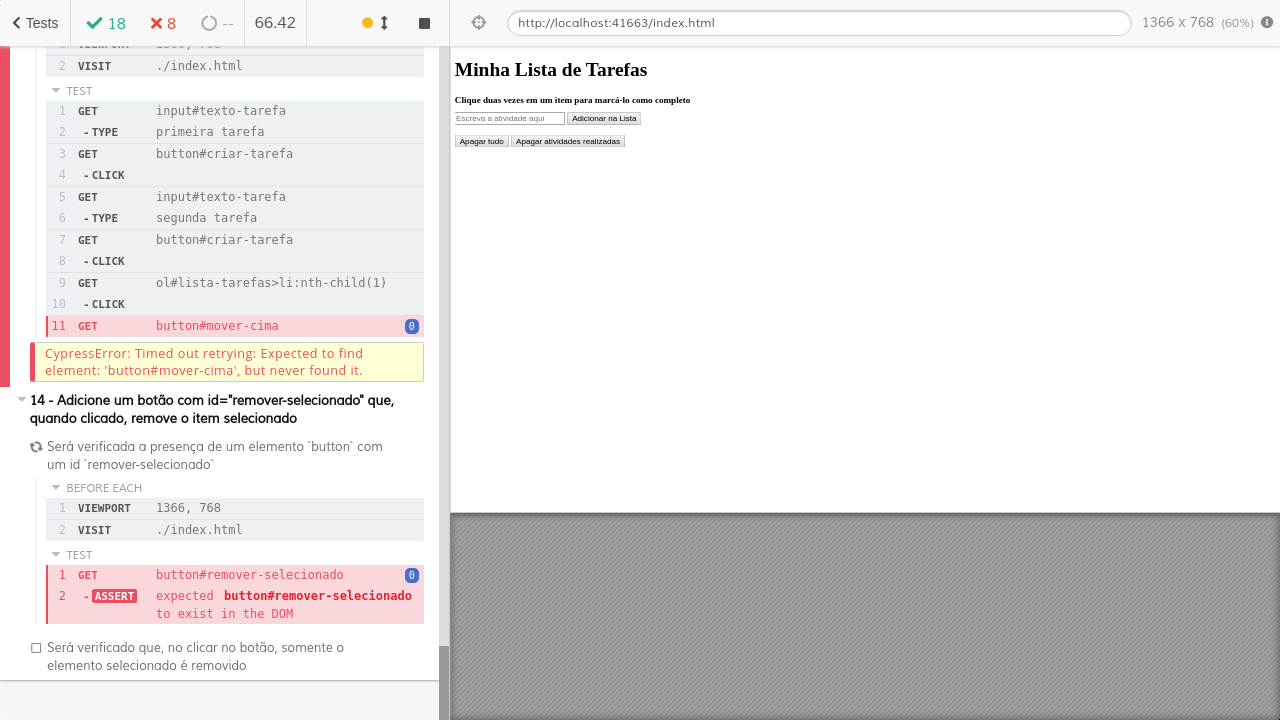 Tests
18
8
--
66.42
http://localhost:41663/index.html
1366 x 768 (60%)
1 VIEWPORT 1366, 768
2 VISIT ./index.html
TEST
1 GET input#texto-tarefa
2 - TYPE primeira tarefa
3 GET button#criar-tarefa
4 - CLICK
5 GET input#texto-tarefa
6 - TYPE segunda tarefa
7 GET button#criar-tarefa
8 - CLICK
9 GET ol#lista-tarefas>li:nth-child(1)
10 - CLICK
11 GET button#mover-cima 0
CypressError: Timed out retrying: Expected to find
element: 'button#mover-cima', but never found it.
14 - Adicione um botão com id="remover-selecionado" que,
quando clicado, remove o item selecionado
Será verificada a presença de um elemento `button` com
um id `remover-selecionado`
BEFORE EACH
1 VIEWPORT 1366, 768
2 VISIT ./index.html
TEST
1 GET button#remover-selecionado 0
2 - ASSERT expected button#remover-selecionado
to exist in the DOM
Será verificado que, no clicar no botão, somente o
elemento selecionado é removido
Minha Lista de Tarefas
Clique duas vezes em um item para marcá-lo como completo
Escreva a atividade aqui Adicionar na Lista
Apagar tudo Apagar atividades realizadas